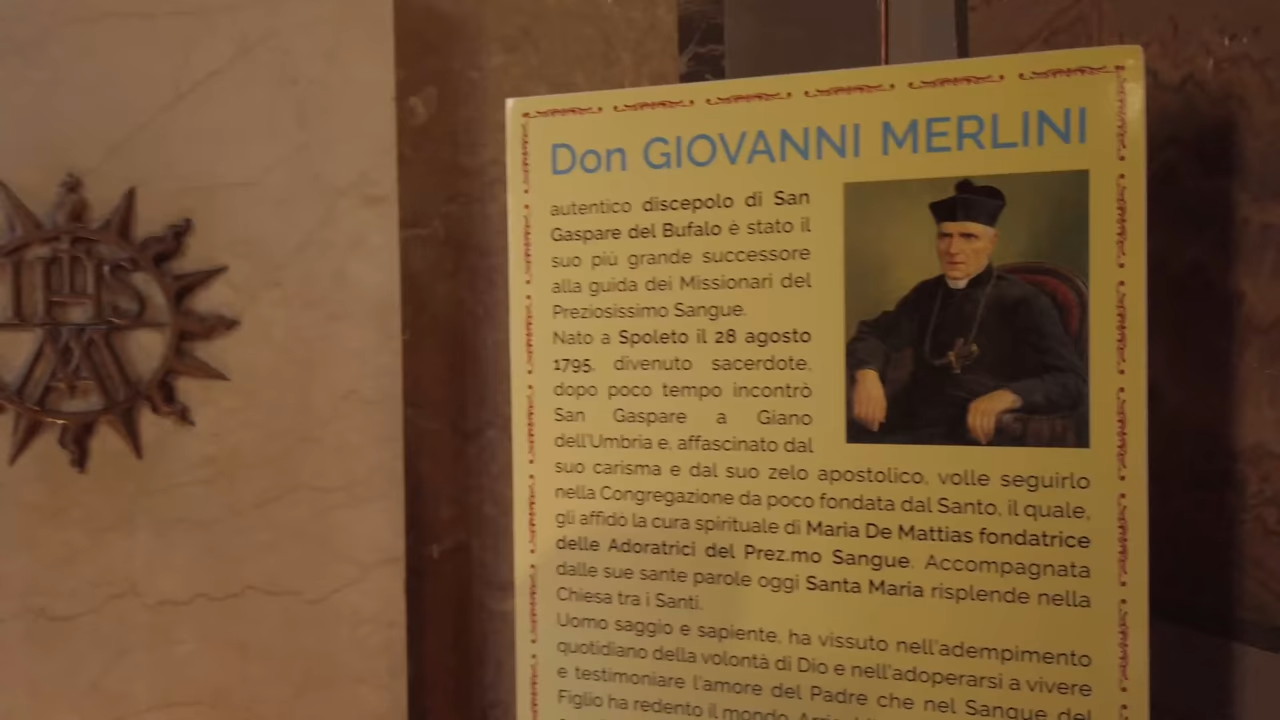 IHS
Don GIOVANNI MERLINI
autentico discepolo di San
Gaspare del Bufalo è stato il
suo più grande successore
alla guida dei Missionari del
Preziosissimo Sangue.
Nato a Spoleto il 28 agosto
1795, divenuto sacerdote,
dopo poco tempo incontrò
San Gaspare a Giano
dell'Umbria e, affascinato dal
suo carisma e dal suo zelo apostolico, volle seguirlo
nella Congregazione da poco fondata dal Santo, il quale,
gli affidò la cura spirituale di Maria De Mattias fondatrice
delle Adoratrici del Prez.mo Sangue. Accompagnata
dalle sue sante parole oggi Santa Maria risplende nella
Chiesa tra i Santi.
Uomo saggio e sapiente, ha vissuto nell'adempimento
quotidiano della volontà di Dio e nell'adoperarsi a vivere
e testimoniare l'amore del Padre che nel Sangue del
Figlio ha redento il mondo.